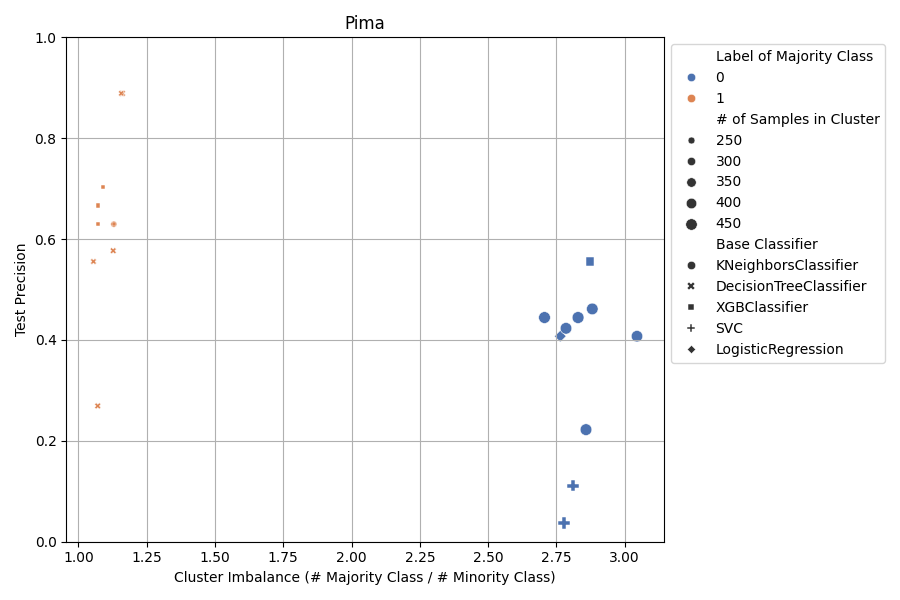 Pima
1.0
0.8
0.6
0.4
0.2
0.0
Test Precision
1.00
1.25
1.50
1.75
2.00
2.25
2.50
2.75
3.00
Cluster Imbalance (# Majority Class / # Minority Class)
Label of Majority Class
0
1
# of Samples in Cluster
250
300
350
400
450
Base Classifier
KNeighborsClassifier
DecisionTreeClassifier
XGBClassifier
SVC
LogisticRegression